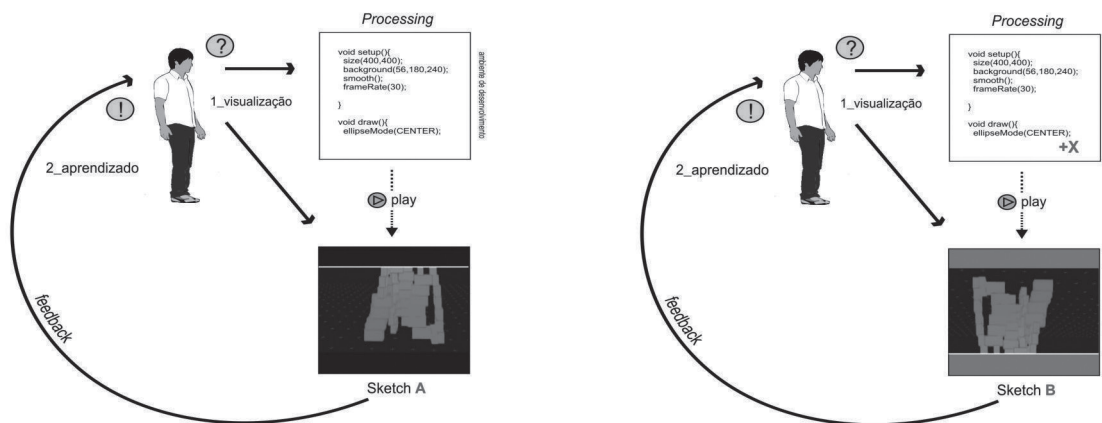 Processing
?
void setup(){
size(400,400);
background(56,180,240);
smooth();
frameRate(30);
}
void draw(){
ellipseMode(CENTER);
ambiente de desenvolvimento
!
1_visualização
2_aprendizado
play
feedback
Sketch A
Processing
?
void setup(){
size(400,400);
background(56,180,240);
smooth();
frameRate(30);
}
void draw(){
ellipseMode(CENTER);
+X
!
1_visualização
2_aprendizado
play
feedback
Sketch B